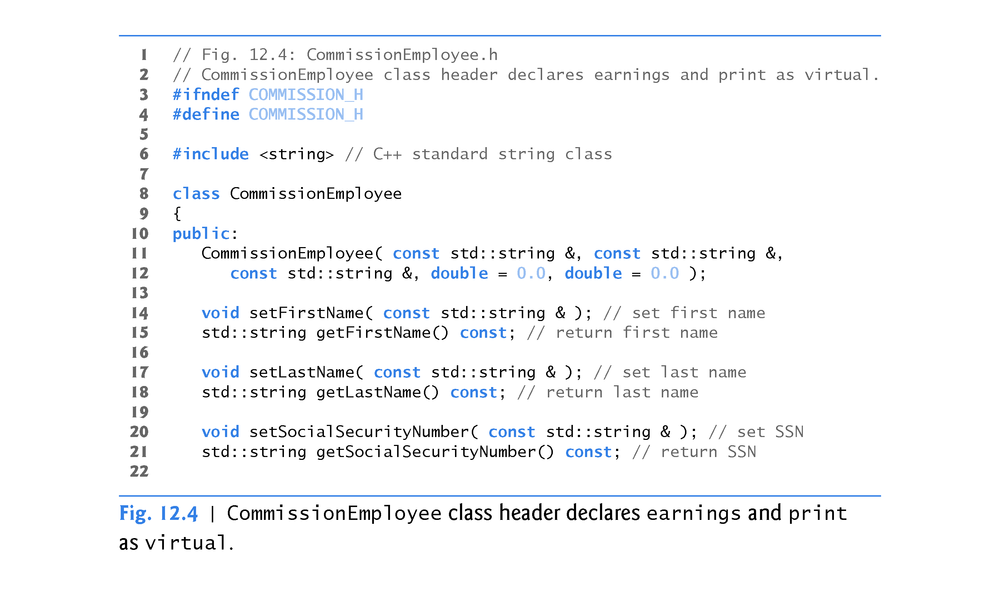 1 // Fig. 12.4: CommissionEmployee.h
2 // CommissionEmployee class header declares earnings and print as virtual.
3 #ifndef COMMISSION_H
4 #define COMMISSION_H
5
6 #include <string> // C++ standard string class
7
8 class CommissionEmployee
9 {
10 public:
11 CommissionEmployee( const std::string &, const std::string &,
12 const std::string &, double = 0.0, double = 0.0 );
13
14 void setFirstName( const std::string & ); // set first name
15 std::string getFirstName() const; // return first name
16
17 void setLastName( const std::string & ); // set last name
18 std::string getLastName() const; // return last name
19
20 void setSocialSecurityNumber( const std::string & ); // set SSN
21 std::string getSocialSecurityNumber() const; // return SSN
22
Fig. 12.4 | CommissionEmployee class header declares earnings and print
as virtual.